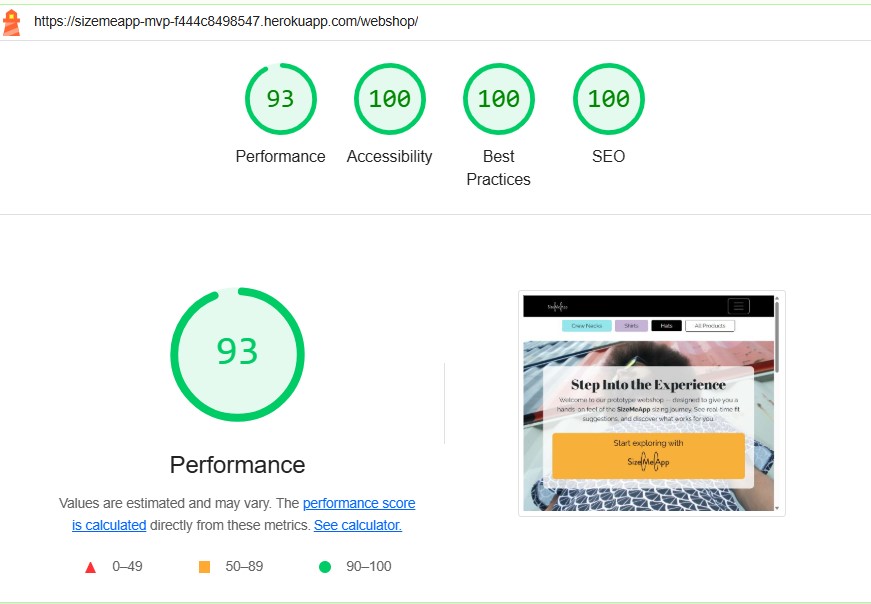 https://sizemeapp-mvp-f444c8498547.herokuapp.com/webshop/
93
100
100
100
Performance
Accessibility
Best
Practices
SEO
93
Performance
Values are estimated and may vary. The performance score
is calculated directly from these metrics. See calculator.
0–49
50–89
90–100
SizeMeApp
Crew Necks
Shirts
Hats
All Products
Step Into the Experience
Welcome to our prototype webshop — designed to give you a
hands-on feel of the SizeMeApp sizing journey. See real-time fit
suggestions, and discover what works for you.
Start exploring with
SizeMeApp